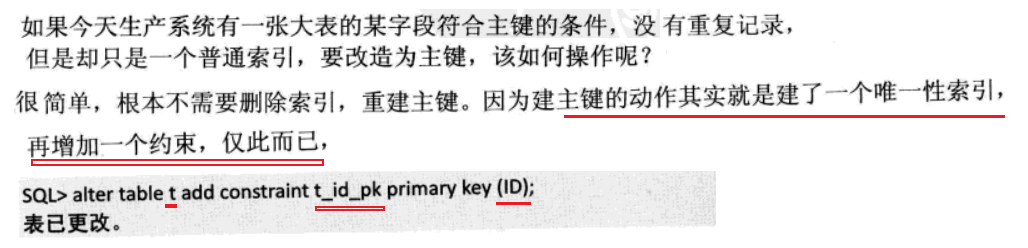 如果今天生产系统有一张大表的某字段符合主键的条件，没有重复记录，
但是却只是一个普通索引，要改造为主键，该如何操作呢？
很简单，根本不需要删除索引，重建主键。因为建主键的动作其实就是建了一个唯一性索引，
再增加一个约束，仅此而已，
SQL> alter table t add constraint t_id_pk primary key (ID);
表已更改。